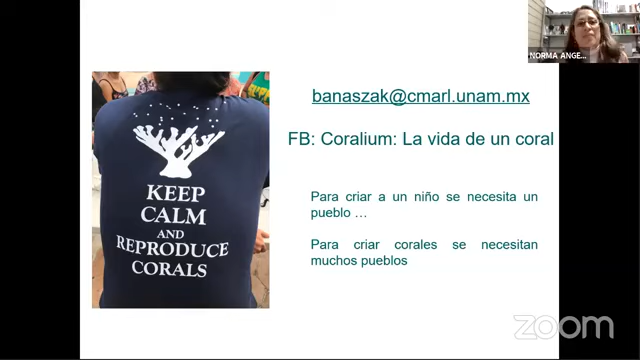 NORMA ANGE...
banaszak@cmarl.unam.mx
FB: Coralium: La vida de un coral
KEEP
CALM
AND
REPRODUCE
CORALS
Para criar a un niño se necesita un
pueblo …
Para criar corales se necesitan
muchos pueblos
zoom